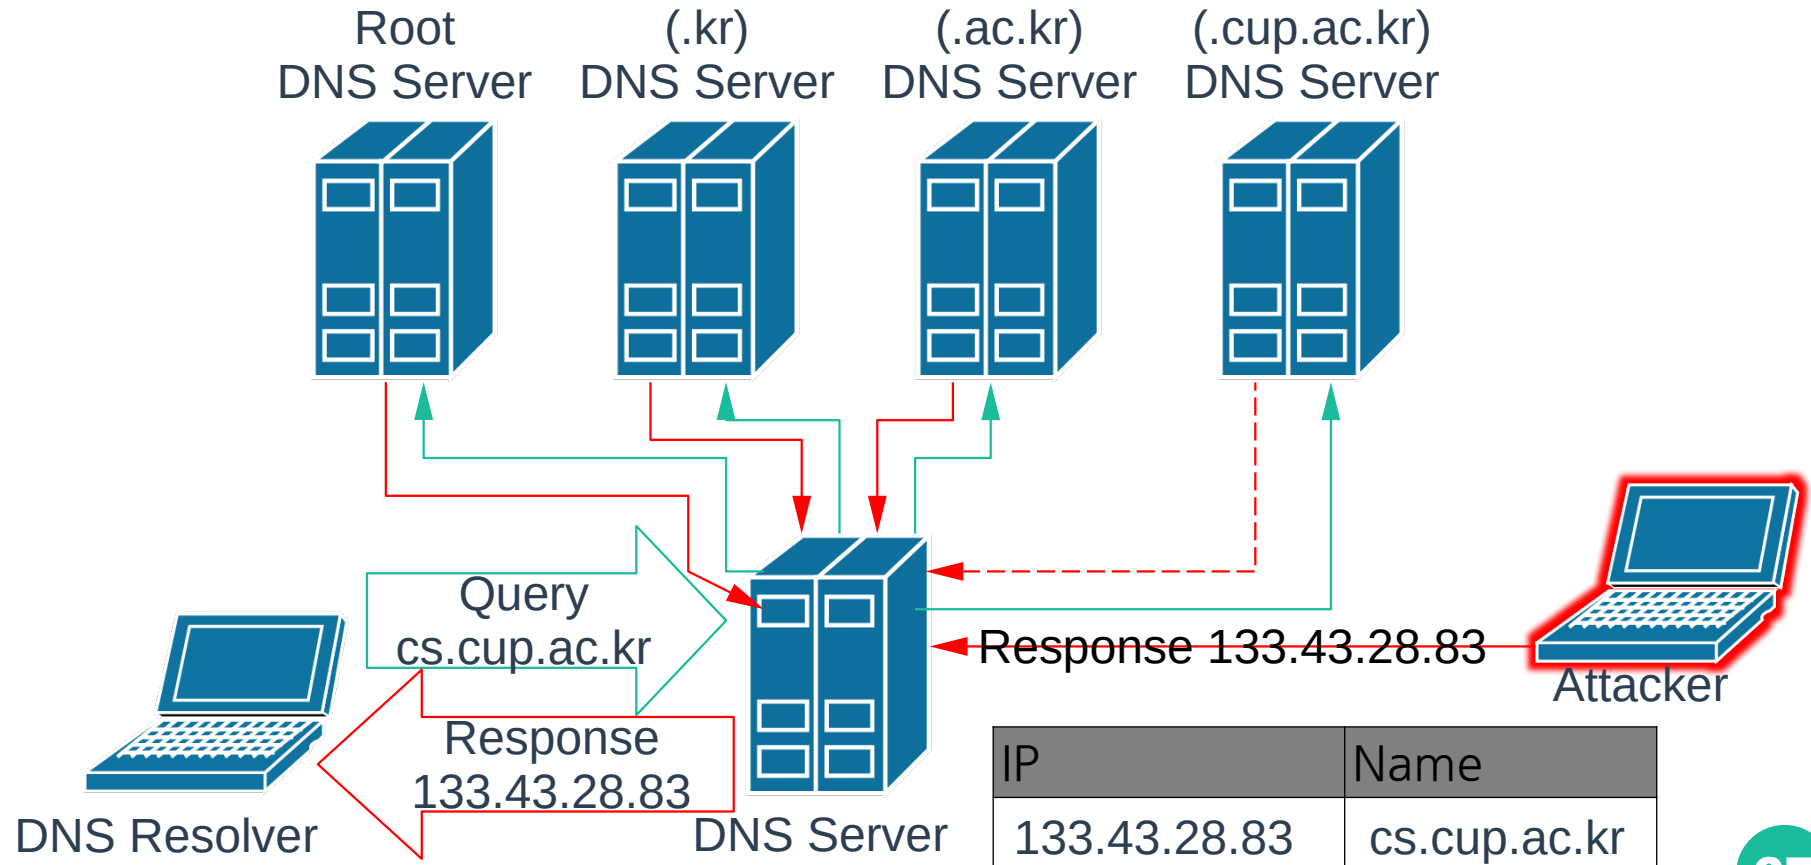 Root
DNS Server
(.kr)
DNS Server
(.ac.kr)
DNS Server
(.cup.ac.kr)
DNS Server
Query
cs.cup.ac.kr
Response 133.43.28.83
Attacker
Response
133.43.28.83
DNS Resolver
DNS Server
IP Name
133.43.28.83 cs.cup.ac.kr